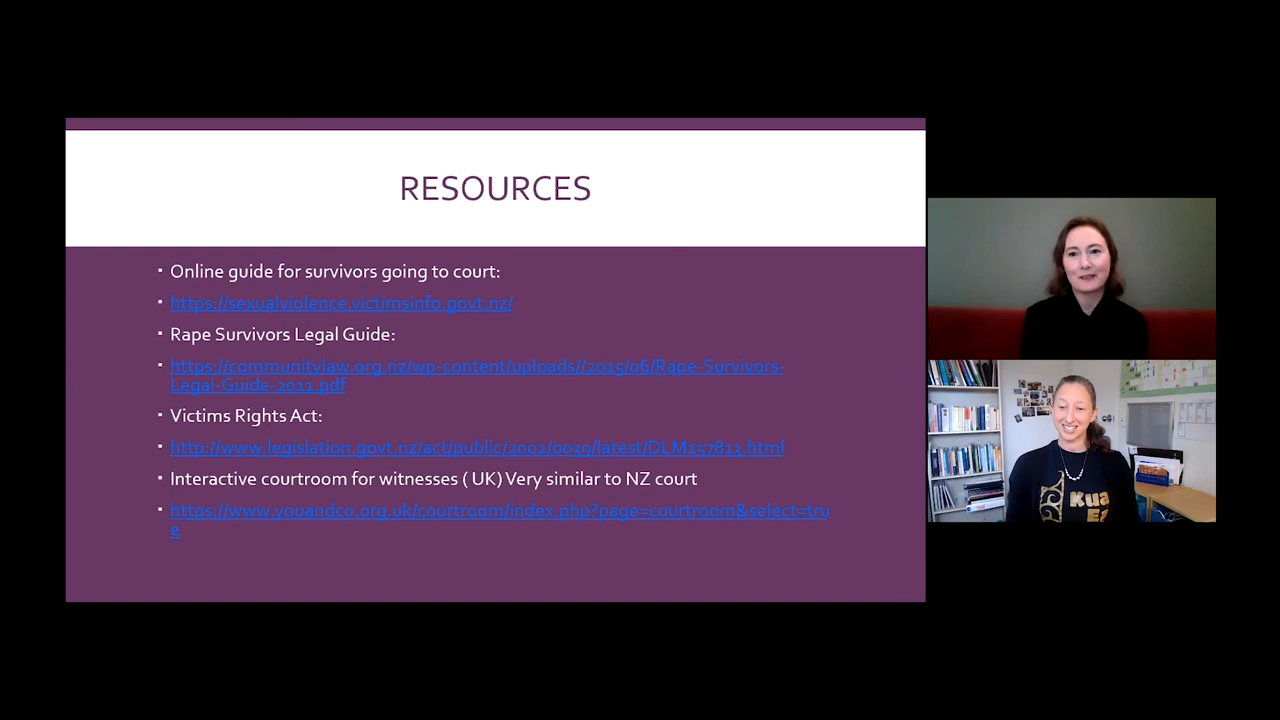 RESOURCES
Online guide for survivors going to court:
https://sexualviolence.victimsinfo.govt.nz/
Rape Survivors Legal Guide:
https://communitylaw.org.nz/wp-content/uploads//2015/06/Rape-Survivors-
Legal-Guide-2011.pdf
Victims Rights Act:
http://www.legislation.govt.nz/act/public/2002/0039/latest/DLM157813.html
Interactive courtroom for witnesses ( UK) Very similar to NZ court
https://www.youandco.org.uk/courtroom/index.php?page=courtroom&select=tru
e
Kua